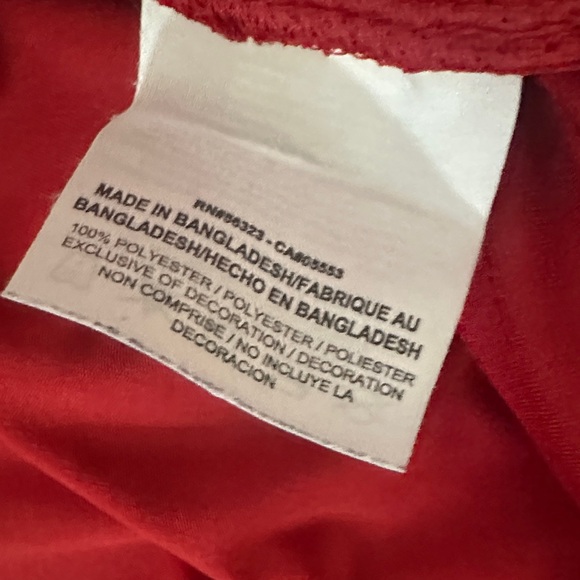 RN#56323 - CA#05553
MADE IN BANGLADESH/FABRIQUE AU
BANGLADESH/HECHO EN BANGLADESH
100% POLYESTER / POLYESTER / POLIESTER
EXCLUSIVE OF DECORATION / DECORATION
NON COMPRISE / NO INCLUYE LA
DECORACION